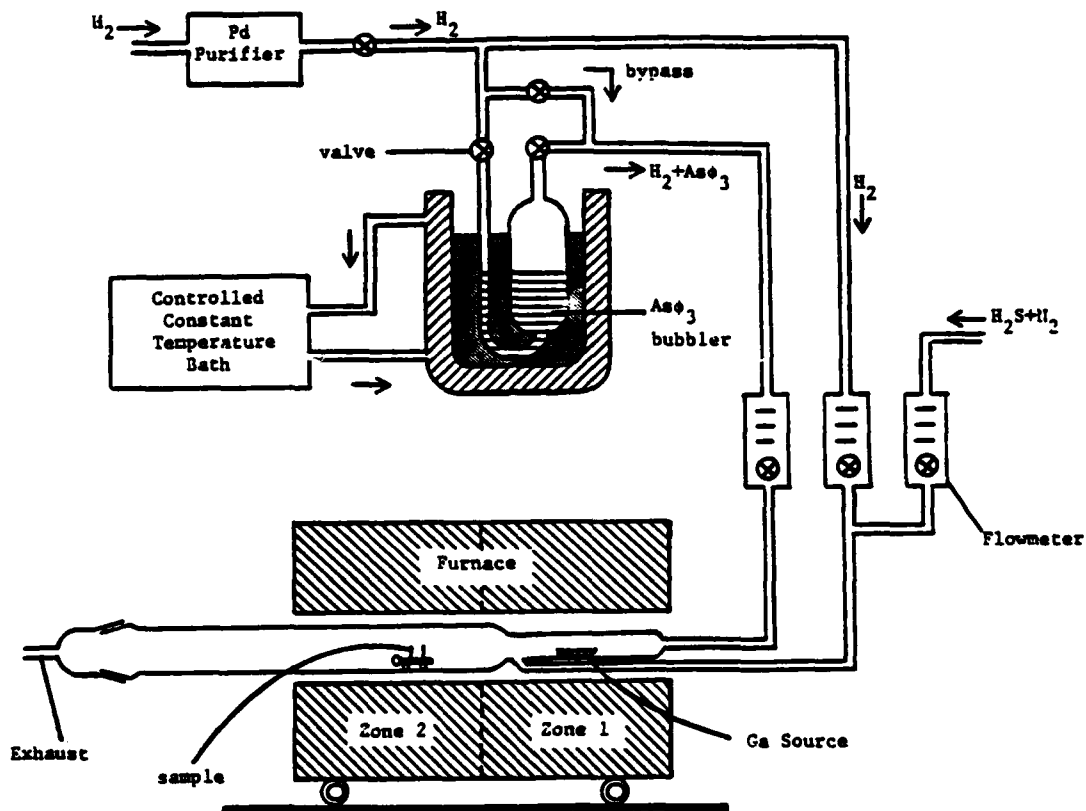 H2
Pd
Purifier
H2
bypass
valve
H2+Asφ3
H2
Controlled
Constant
Temperature
Bath
Asφ3
bubbler
H2S+N2
Flowmeter
Furnace
Zone 2
Zone 1
Exhaust
sample
Ga Source